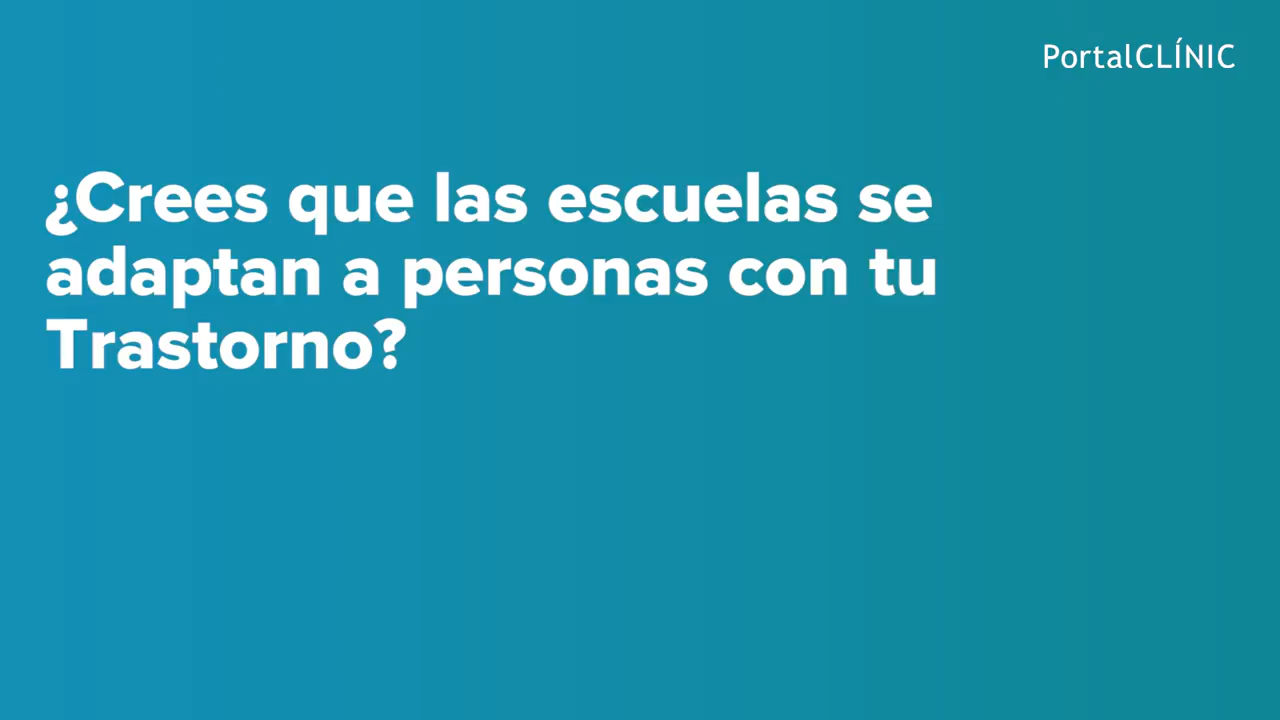 PortalCLÍNIC
¿Crees que las escuelas se
adaptan a personas con tu
Trastorno?